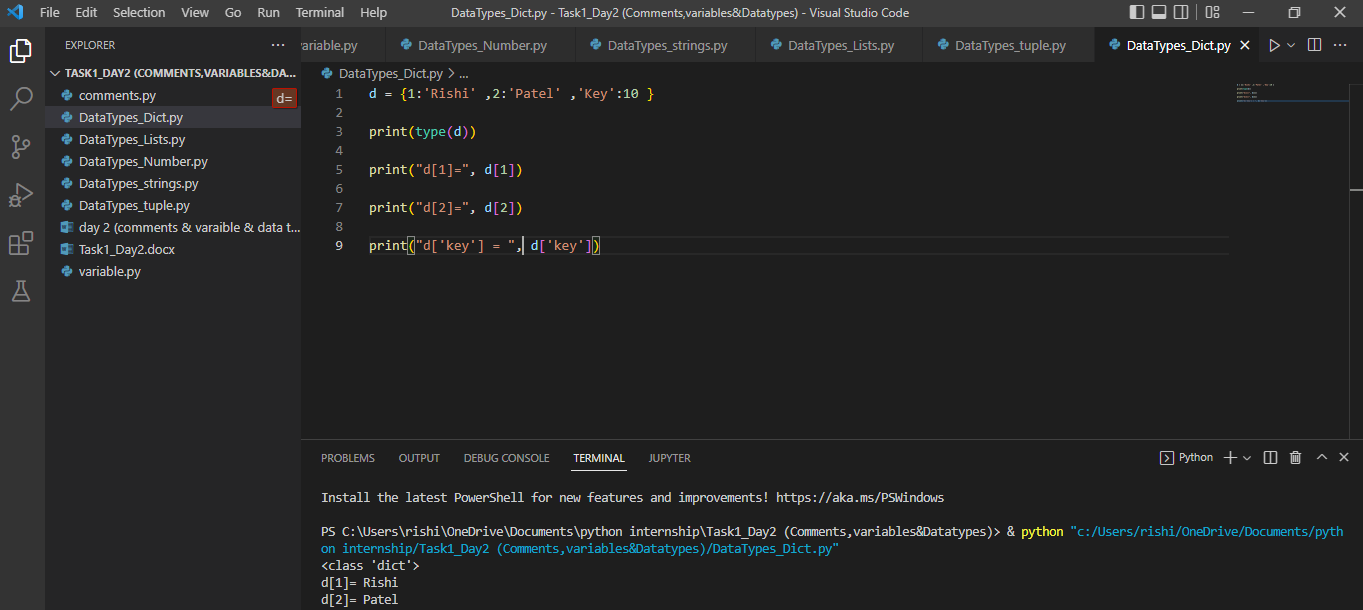 File Edit Selection View Go Run Terminal Help DataTypes_Dict.py - Task1_Day2 (Comments,variables&Datatypes) - Visual Studio Code
EXPLORER
TASK1_DAY2 (COMMENTS,VARIABLES&DA...
comments.py
d=
DataTypes_Dict.py
DataTypes_Lists.py
DataTypes_Number.py
DataTypes_strings.py
DataTypes_tuple.py
day 2 (comments & varaible & data t...
Task1_Day2.docx
variable.py
variable.py DataTypes_Number.py DataTypes_strings.py DataTypes_Lists.py DataTypes_tuple.py DataTypes_Dict.py
DataTypes_Dict.py > ...
1 d = {1:'Rishi' ,2:'Patel' ,'Key':10 }
2
3 print(type(d))
4
5 print("d[1]=", d[1])
6
7 print("d[2]=", d[2])
8
9 print("d['key'] = ", d['key'])
PROBLEMS OUTPUT DEBUG CONSOLE TERMINAL JUPYTER
Python
Install the latest PowerShell for new features and improvements! https://aka.ms/PSWindows
PS C:\Users\rishi\OneDrive\Documents\python internship\Task1_Day2 (Comments,variables&Datatypes)> & python "c:/Users/rishi/OneDrive/Documents/pyth
on internship/Task1_Day2 (Comments,variables&Datatypes)/DataTypes_Dict.py"
<class 'dict'>
d[1]= Rishi
d[2]= Patel